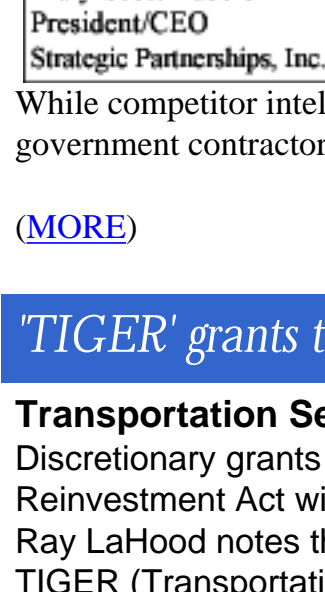 President/CEO
Strategic Partnerships, Inc.
While competitor intel
government contractor
(MORE)
'TIGER' grants t
Transportation Se
Discretionary grants
Reinvestment Act wi
Ray LaHood notes th
TIGER (Transportati